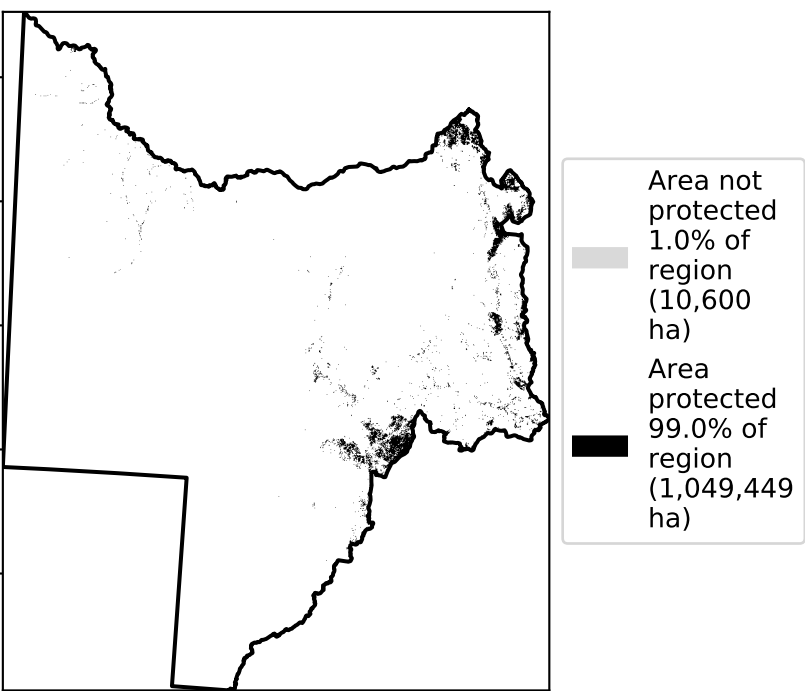 Area not
protected
1.0% of
region
(10,600
ha)
Area
protected
99.0% of
region
(1,049,449
ha)